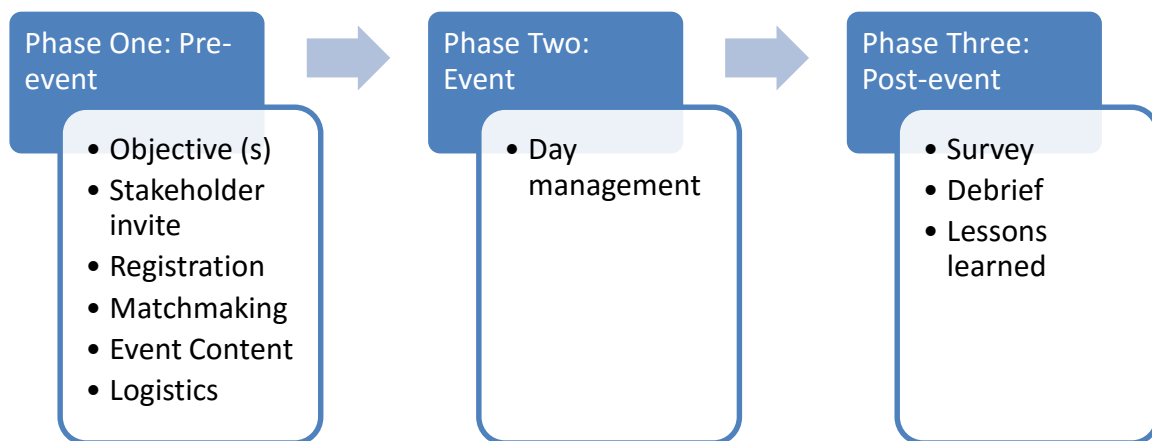 Phase One: Pre-
event
• Objective (s)
• Stakeholder
invite
• Registration
• Matchmaking
• Event Content
• Logistics
Phase Two:
Event
• Day
management
Phase Three:
Post-event
• Survey
• Debrief
• Lessons
learned